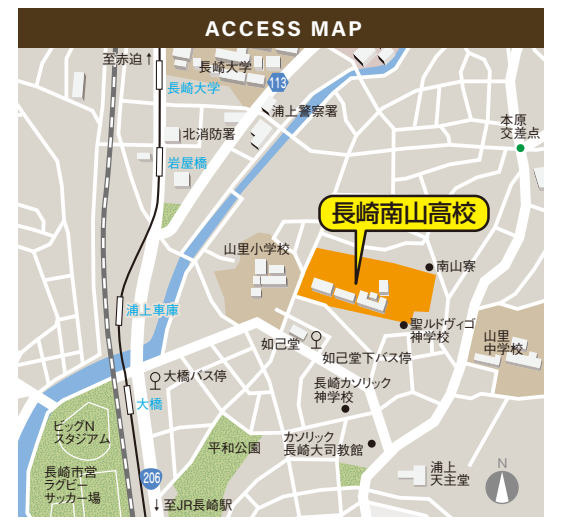 ACCESS MAP
至赤迫↑
長崎大学
長崎大学
113
浦上警察署
北消防署
本原
交差点
岩屋橋
長崎南山高校
山里小学校
南山寮
浦上車庫
聖ルドヴィゴ
神学校
山里
中学校
如己堂
如己堂下バス停
大橋バス停
長崎カソリック
神学校
大橋
ビッグN
スタジアム
平和公園
カソリック
長崎大司教館
長崎市営
ラグビー
サッカー場
206
浦上
天主堂
N
↓至JR長崎駅